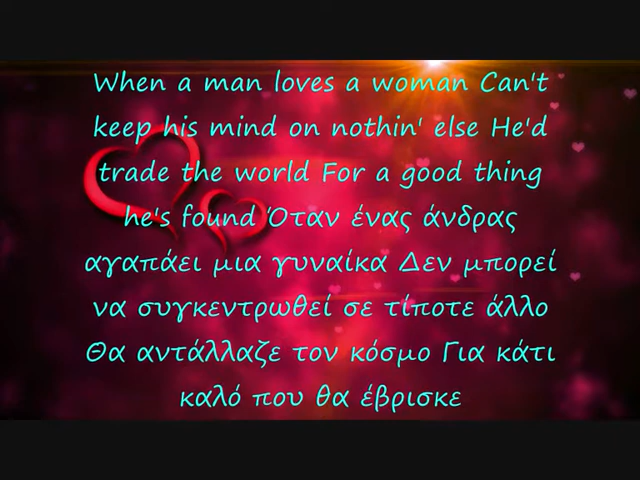 When a man loves a woman Can't
keep his mind on nothin' else He'd
trade the world For a good thing
he's found Όταν ένας άνδρας
αγαπάει μια γυναίκα Δεν μπορεί
να συγκεντρωθεί σε τίποτε άλλο
Θα αντάλλαζε τον κόσμο Για κάτι
καλό που θα έβρισκε